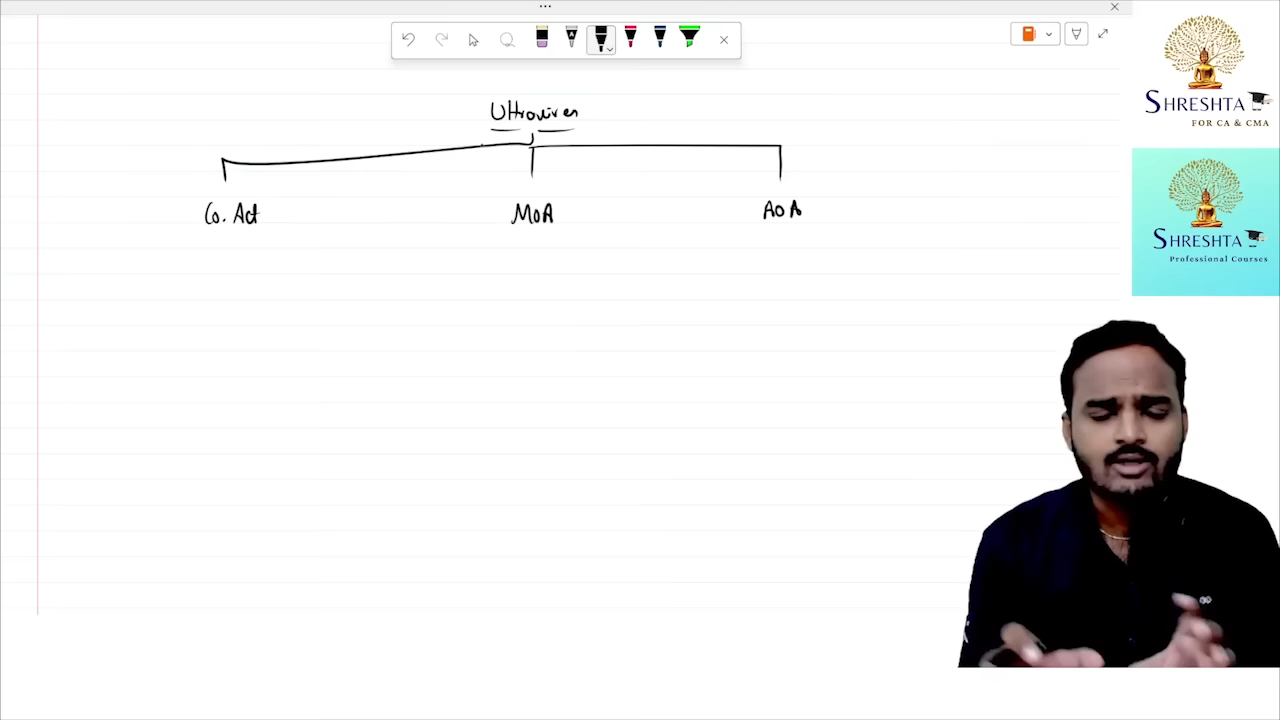 Ultravires
Co. Act
MOA
AOA
SHRESHTA
FOR CA & CMA
SHRESHTA
Professional Courses